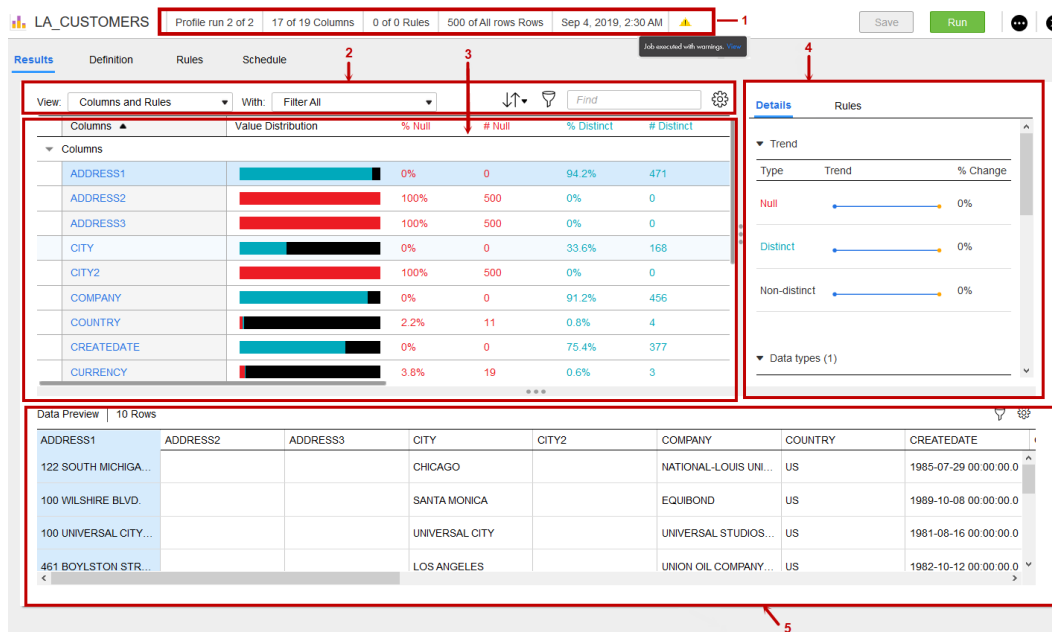 LA_CUSTOMERS Profile run 2 of 2 17 of 19 Columns 0 of 0 Rules 500 of All rows Rows Sep 4, 2019, 2:30 AM 1 Save Run
Job executed with warnings. View
Results Definition Rules Schedule 2 3 4
View: Columns and Rules With: Filter All Find
Columns Value Distribution % Null # Null % Distinct # Distinct
Columns
ADDRESS1 0% 0 94.2% 471
ADDRESS2 100% 500 0% 0
ADDRESS3 100% 500 0% 0
CITY 0% 0 33.6% 168
CITY2 100% 500 0% 0
COMPANY 0% 0 91.2% 456
COUNTRY 2.2% 11 0.8% 4
CREATEDATE 0% 0 75.4% 377
CURRENCY 3.8% 19 0.6% 3
Details Rules
Trend
Type Trend % Change
Null 0%
Distinct 0%
Non-distinct 0%
Data types (1)
Data Preview 10 Rows
ADDRESS1 ADDRESS2 ADDRESS3 CITY CITY2 COMPANY COUNTRY CREATEDATE
122 SOUTH MICHIGA... CHICAGO NATIONAL-LOUIS UNI... US 1985-07-29 00:00:00.0
100 WILSHIRE BLVD. SANTA MONICA EQUIBOND US 1989-10-08 00:00:00.0
100 UNIVERSAL CITY... UNIVERSAL CITY UNIVERSAL STUDIOS... US 1981-08-16 00:00:00.0
461 BOYLSTON STR... LOS ANGELES UNION OIL COMPANY... US 1982-10-12 00:00:00.0
5